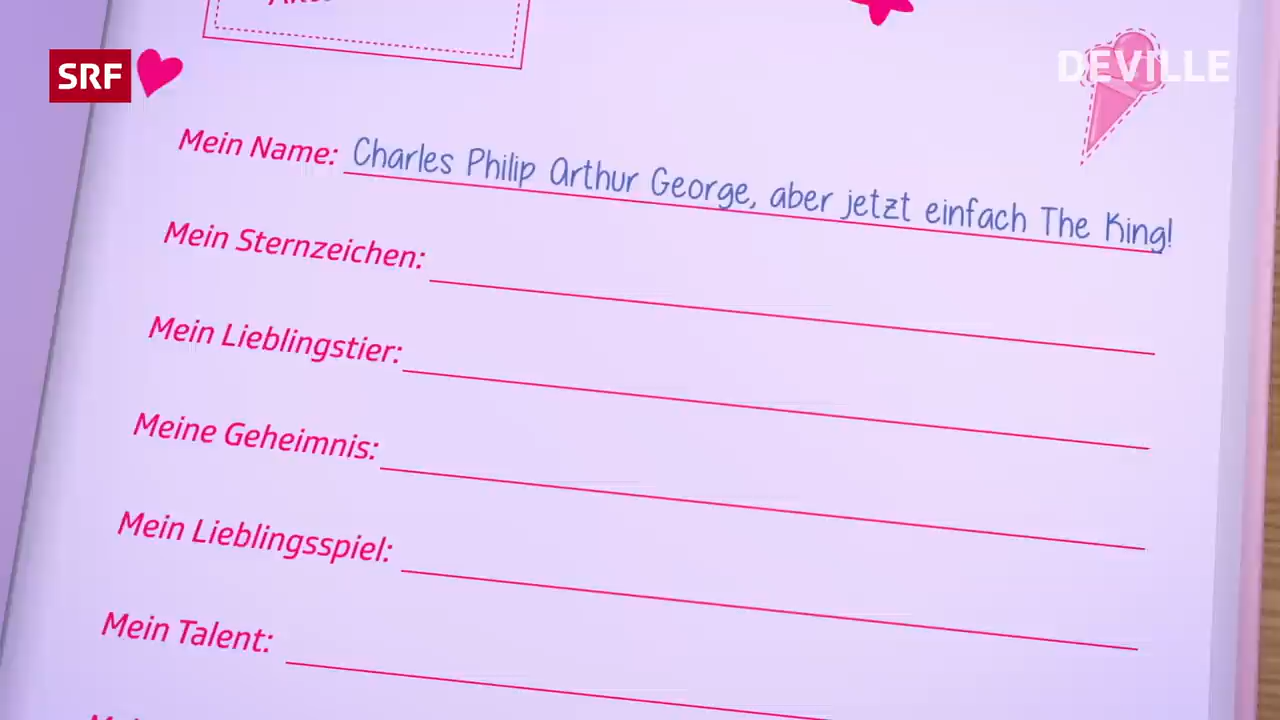 SRF
DEVILLE
Mein Name: Charles Philip Arthur George, aber jetzt einfach The King!
Mein Sternzeichen:
Mein Lieblingstier:
Meine Geheimnis:
Mein Lieblingsspiel:
Mein Talent: